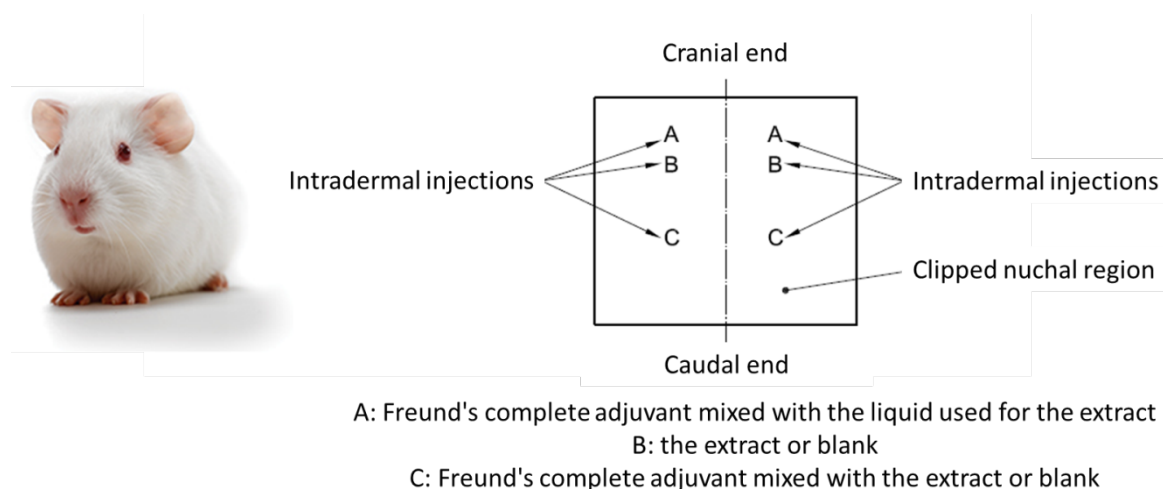 Cranial end
A
A
B
B
Intradermal injections
Intradermal injections
C
C
Clipped nuchal region
Caudal end
A: Freund's complete adjuvant mixed with the liquid used for the extract
B: the extract or blank
C: Freund's complete adjuvant mixed with the extract or blank